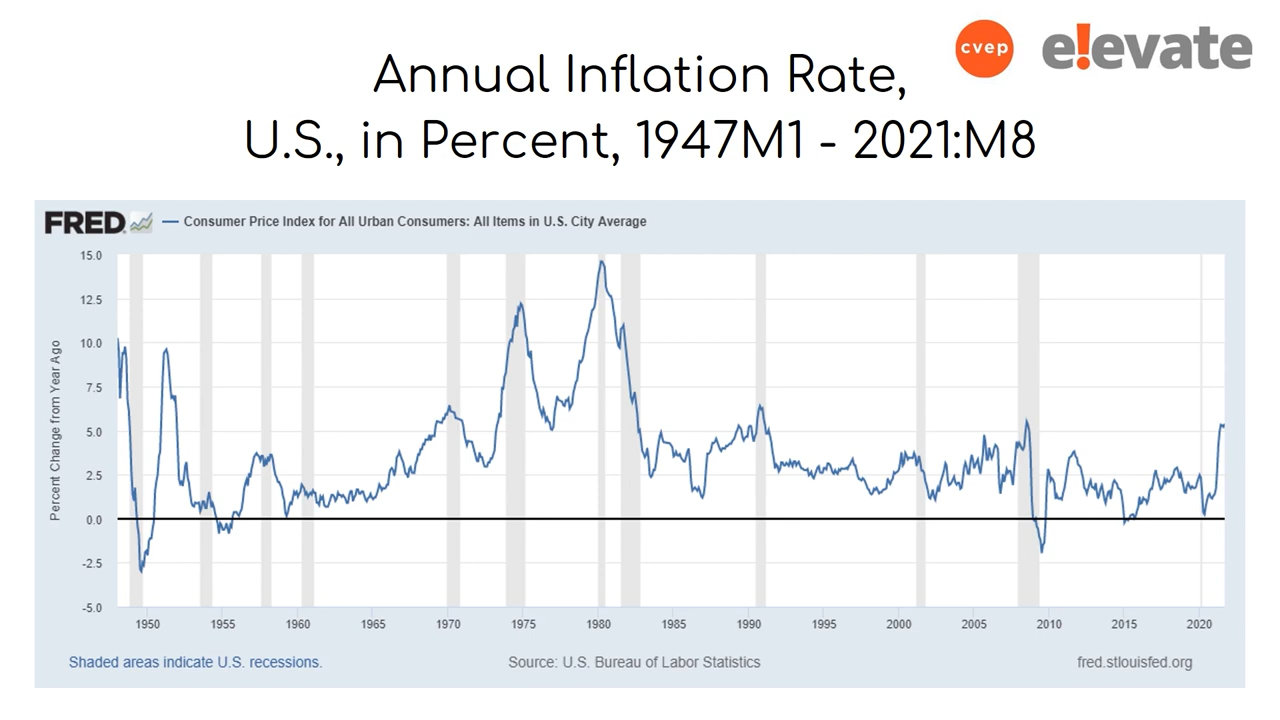 cvep
e!evate
Annual Inflation Rate,
U.S., in Percent, 1947M1 - 2021:M8
FRED
Consumer Price Index for All Urban Consumers: All Items in U.S. City Average
Percent Change from Year Ago
15.0
12.5
10.0
7.5
5.0
2.5
0.0
-2.5
-5.0
1950 1955 1960 1965 1970 1975 1980 1985 1990 1995 2000 2005 2010 2015 2020
Shaded areas indicate U.S. recessions. Source: U.S. Bureau of Labor Statistics fred.stlouisfed.org